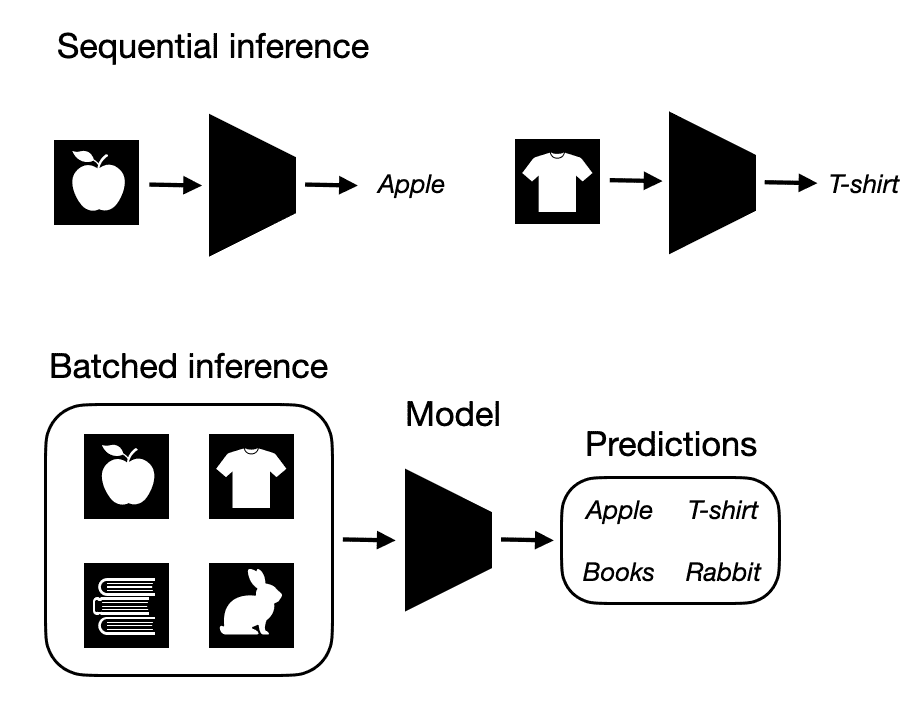 Sequential inference
Apple
T-shirt
Batched inference
Model
Predictions
Apple T-shirt
Books Rabbit